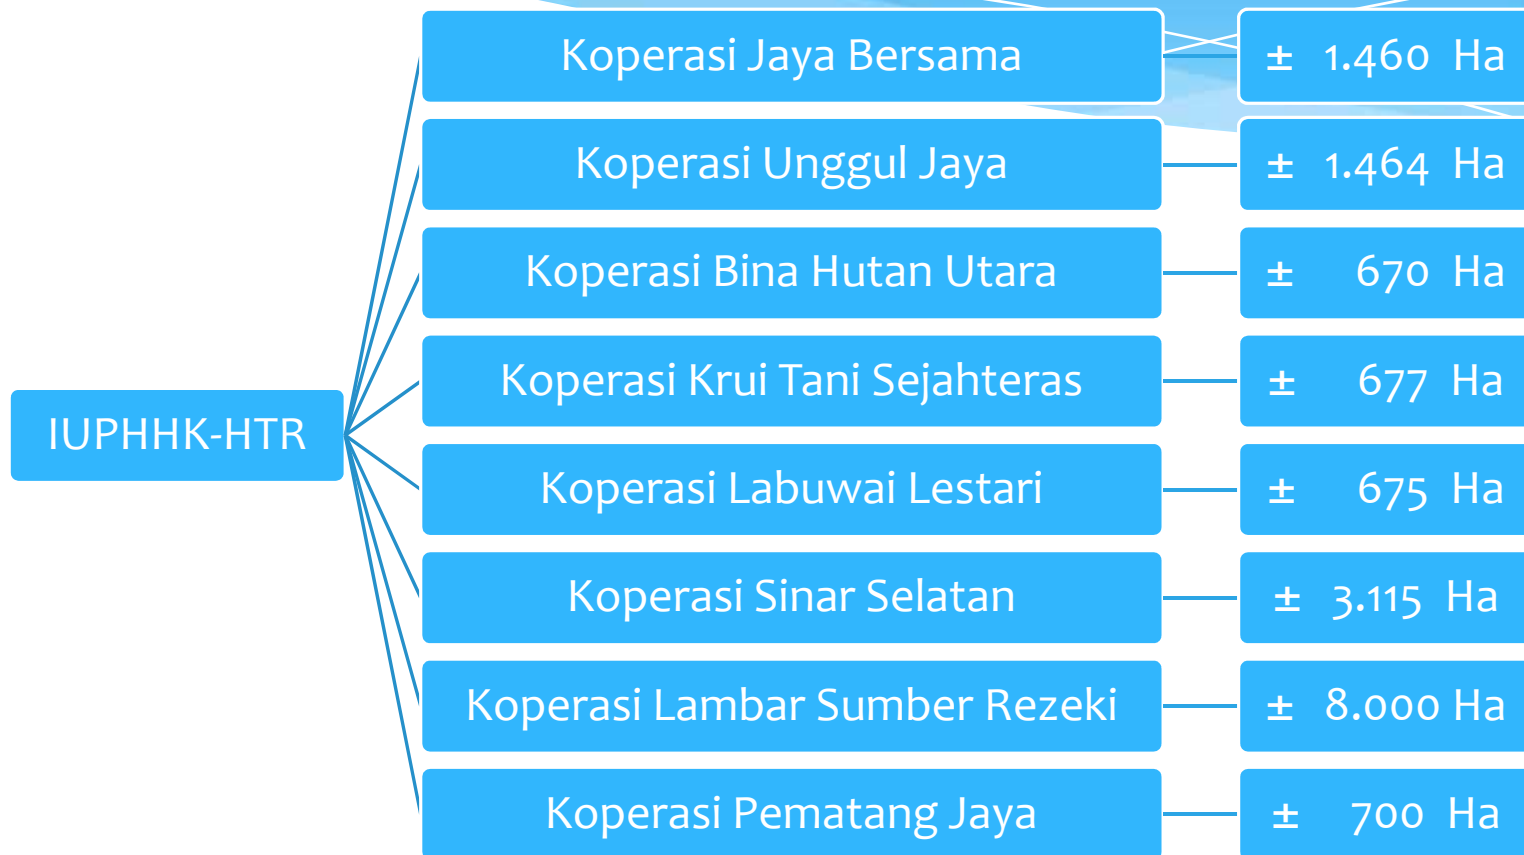 Koperasi Jaya Bersama ± 1.460 Ha
Koperasi Unggul Jaya ± 1.464 Ha
Koperasi Bina Hutan Utara ± 670 Ha
Koperasi Krui Tani Sejahteras ± 677 Ha
IUPHHK-HTR
Koperasi Labuwai Lestari ± 675 Ha
Koperasi Sinar Selatan ± 3.115 Ha
Koperasi Lambar Sumber Rezeki ± 8.000 Ha
Koperasi Pematang Jaya ± 700 Ha